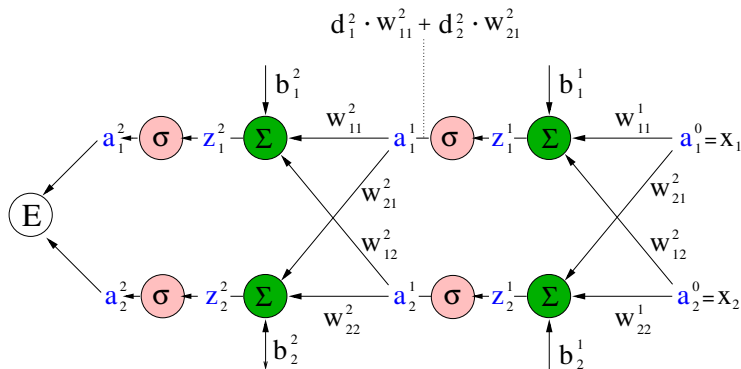 d_1^2 · w_11^2 + d_2^2 · w_21^2
b_1^2
b_1^1
w_11^2
w_11^1
a_1^2 σ z_1^2 Σ a_1^1 σ z_1^1 Σ a_1^0 = x_1
w_21^2
w_21^2
E
w_12^2
w_12^2
a_2^2 σ z_2^2 Σ a_2^1 σ z_2^1 Σ a_2^0 = x_2
w_22^2
w_22^1
b_2^2
b_2^1